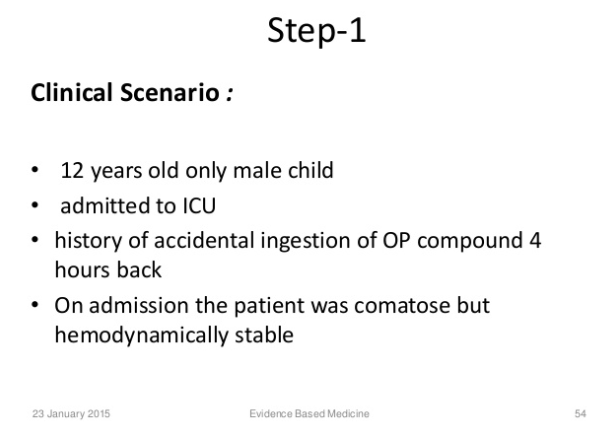 Step-1
Clinical Scenario :
• 12 years old only male child
• admitted to ICU
• history of accidental ingestion of OP compound 4
hours back
• On admission the patient was comatose but
hemodynamically stable
23 January 2015 Evidence Based Medicine 54